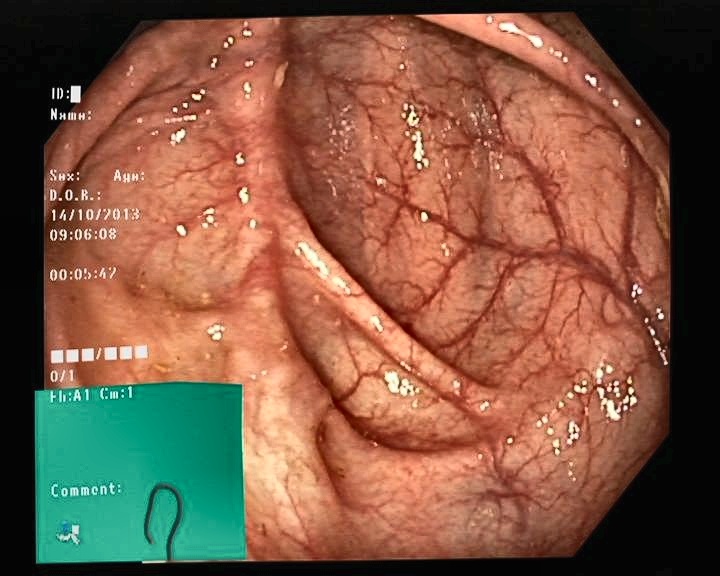 ID:
Name:
Sex: Age:
D.O.B.:
14/10/2013
09:06:08
00:05:47
/
0/1
Eh:A1 Cm:1
Comment: